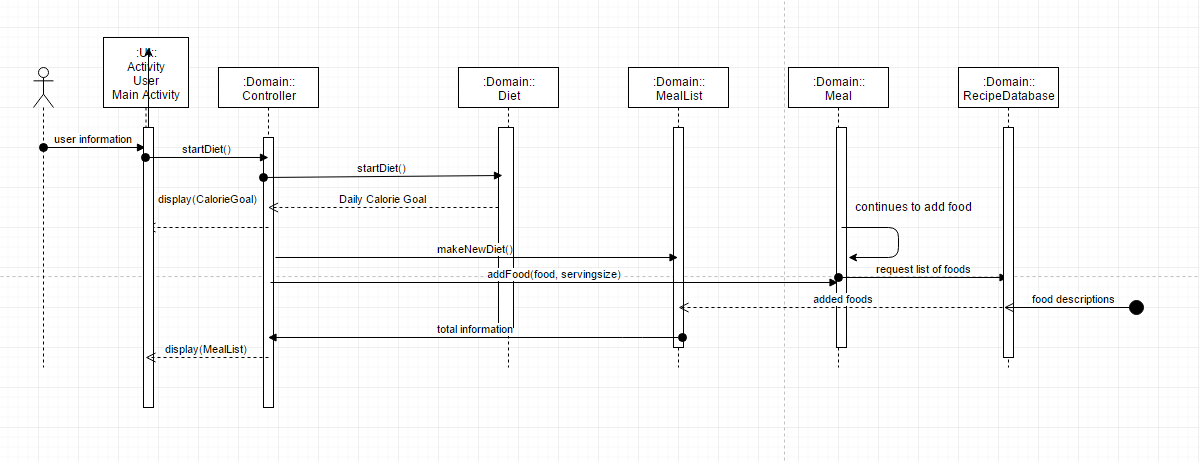 :UI::
Activity
User
Main Activity
:Domain::
Controller
:Domain::
Diet
:Domain::
MealList
:Domain::
Meal
:Domain::
RecipeDatabase
user information
startDiet()
startDiet()
display(CalorieGoal)
Daily Calorie Goal
continues to add food
makeNewDiet()
addFood(food, servingsize)
request list of foods
added foods
food descriptions
total information
display(MealList)